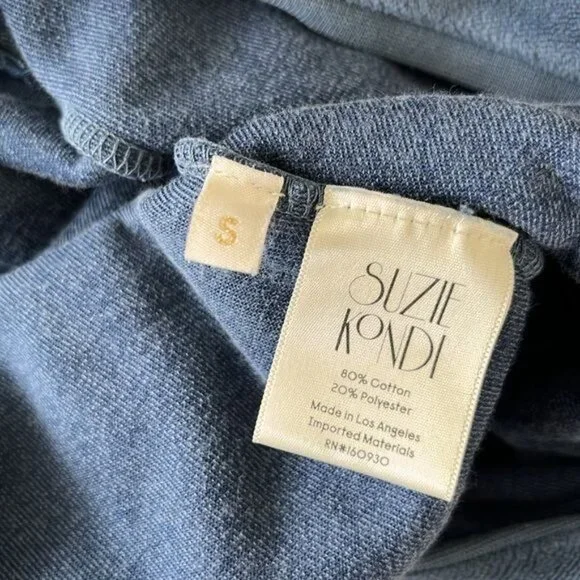 S
SUZIE
KONDI
80% Cotton
20% Polyester
Made in Los Angeles
Imported Materials
RN#160930